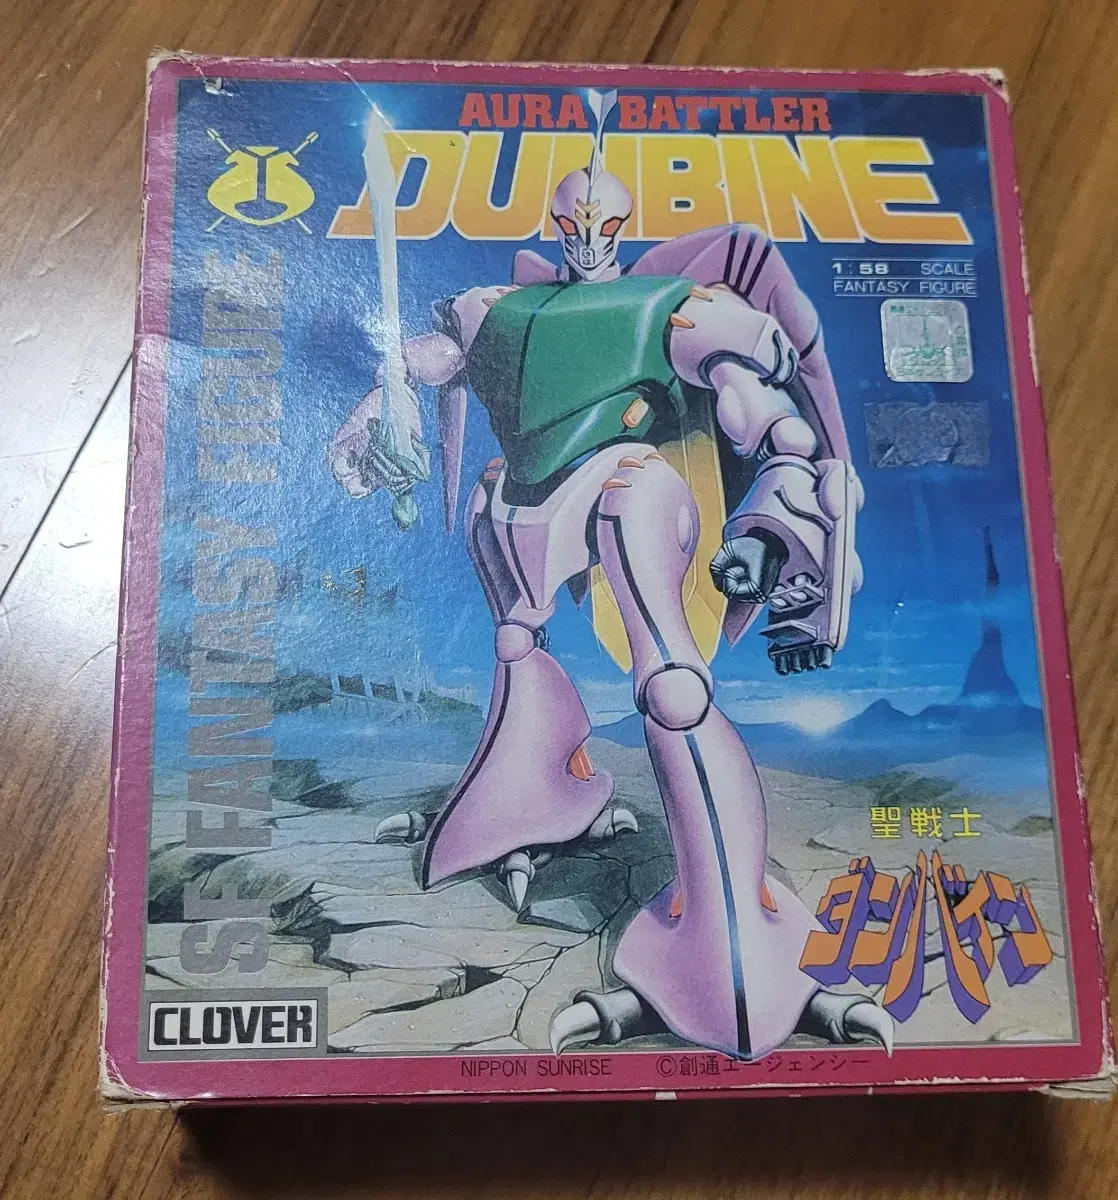 AURA BATTLER
DUNBINE
1:58 SCALE
FANTASY FIGURE
SF FANTASY FIGURE
聖戦士
ダンバイン
CLOVER
NIPPON SUNRISE ©創通エージェンシー